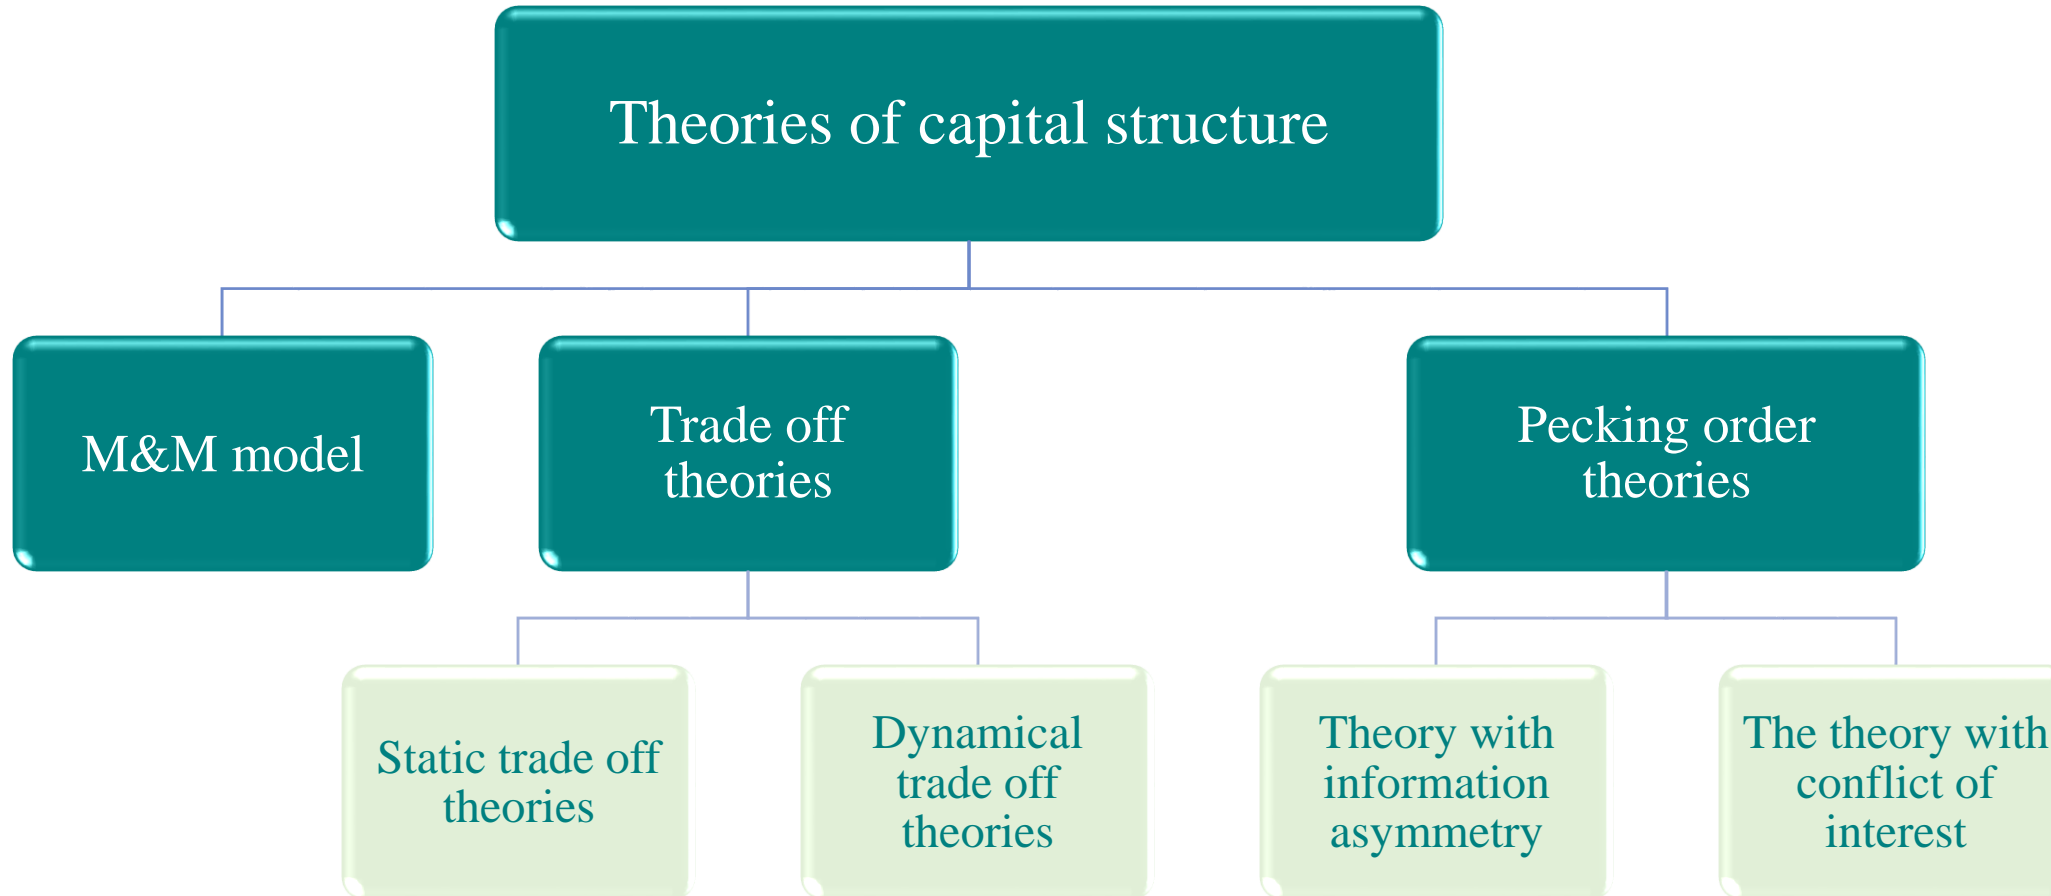 Theories of capital structure
M&M model
Trade off
theories
Pecking order
theories
Static trade off
theories
Dynamical
trade off
theories
Theory with
information
asymmetry
The theory with
conflict of
interest